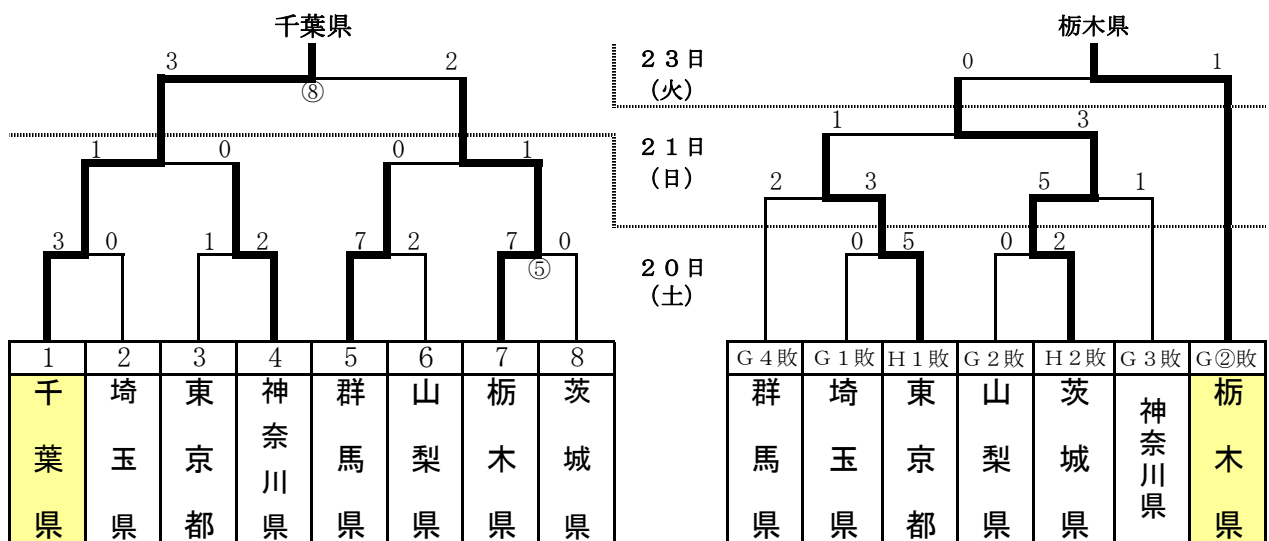 千葉県
栃木県
3
2
⑧
23日
(火)
0
1
1
0
0
1
21日
(日)
1
3
2
3
5
1
3
0
1
2
7
2
7
0
⑤
0
5
0
2
20日
(土)
1
2
3
4
5
6
7
8
G4敗
G1敗
H1敗
G2敗
H2敗
G3敗
G②敗
千葉県
埼玉県
東京都
神奈川県
群馬県
山梨県
栃木県
茨城県
群馬県
埼玉県
東京都
山梨県
茨城県
神奈川県
栃木県